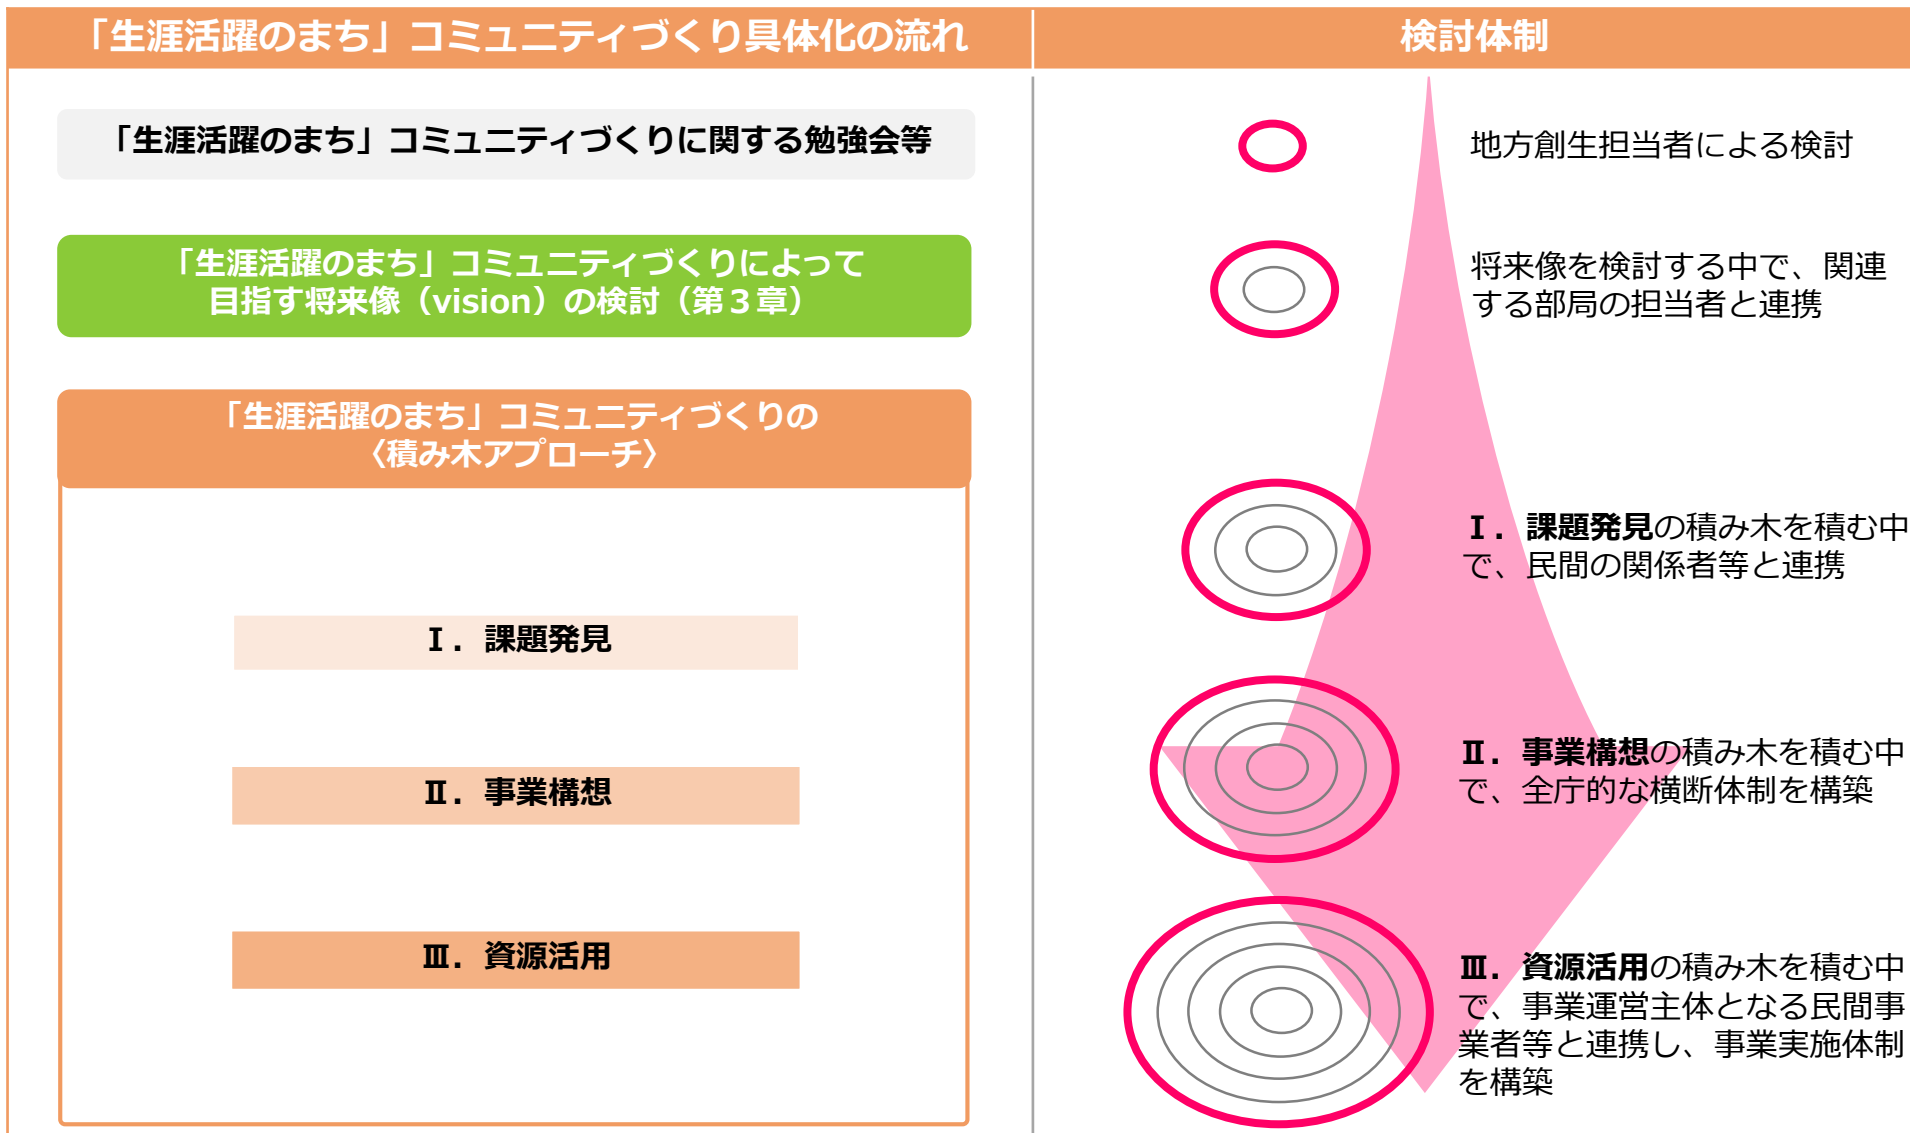 「生涯活躍のまち」コミュニティづくり具体化の流れ
検討体制
「生涯活躍のまち」コミュニティづくりに関する勉強会等
地方創生担当者による検討
「生涯活躍のまち」コミュニティづくりによって
目指す将来像（vision）の検討（第３章）
将来像を検討する中で、関連
する部局の担当者と連携
「生涯活躍のまち」コミュニティづくりの
〈積み木アプローチ〉
Ⅰ．課題発見
Ⅱ．事業構想
Ⅲ．資源活用
Ⅰ．課題発見の積み木を積む中
で、民間の関係者等と連携
Ⅱ．事業構想の積み木を積む中
で、全庁的な横断体制を構築
Ⅲ．資源活用の積み木を積む中
で、事業運営主体となる民間事
業者等と連携し、事業実施体制
を構築